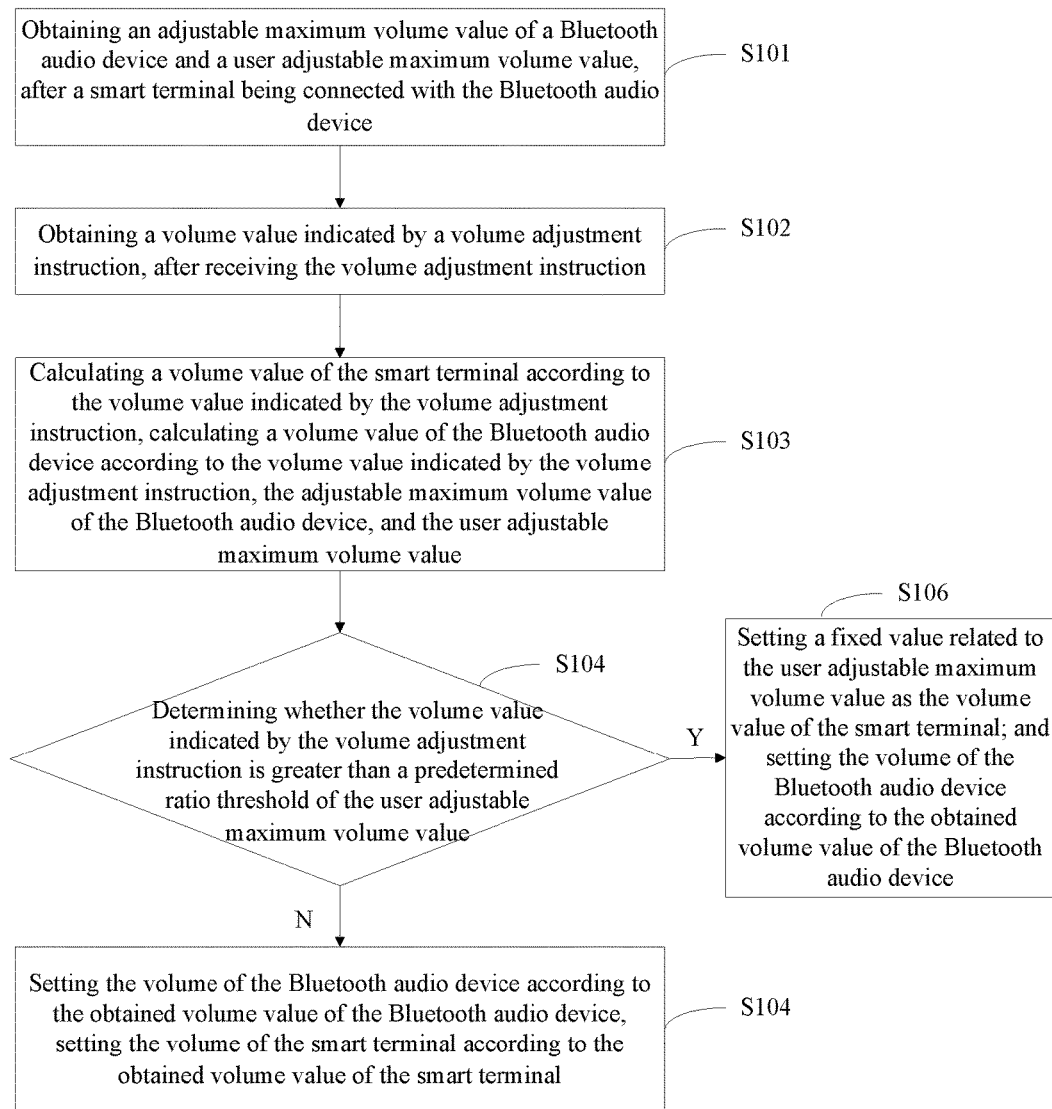 Obtaining an adjustable maximum volume value of a Bluetooth
audio device and a user adjustable maximum volume value,
after a smart terminal being connected with the Bluetooth audio
device
S101
Obtaining a volume value indicated by a volume adjustment
instruction, after receiving the volume adjustment instruction
S102
Calculating a volume value of the smart terminal according to
the volume value indicated by the volume adjustment
instruction, calculating a volume value of the Bluetooth audio
device according to the volume value indicated by the volume
adjustment instruction, the adjustable maximum volume value
of the Bluetooth audio device, and the user adjustable
maximum volume value
S103
Determining whether the volume value
indicated by the volume adjustment
instruction is greater than a predetermined
ratio threshold of the user adjustable
maximum volume value
S104
Y
S106
Setting a fixed value related to
the user adjustable maximum
volume value as the volume
value of the smart terminal; and
setting the volume of the
Bluetooth audio device
according to the obtained
volume value of the Bluetooth
audio device
N
Setting the volume of the Bluetooth audio device according to
the obtained volume value of the Bluetooth audio device,
setting the volume of the smart terminal according to the
obtained volume value of the smart terminal
S104